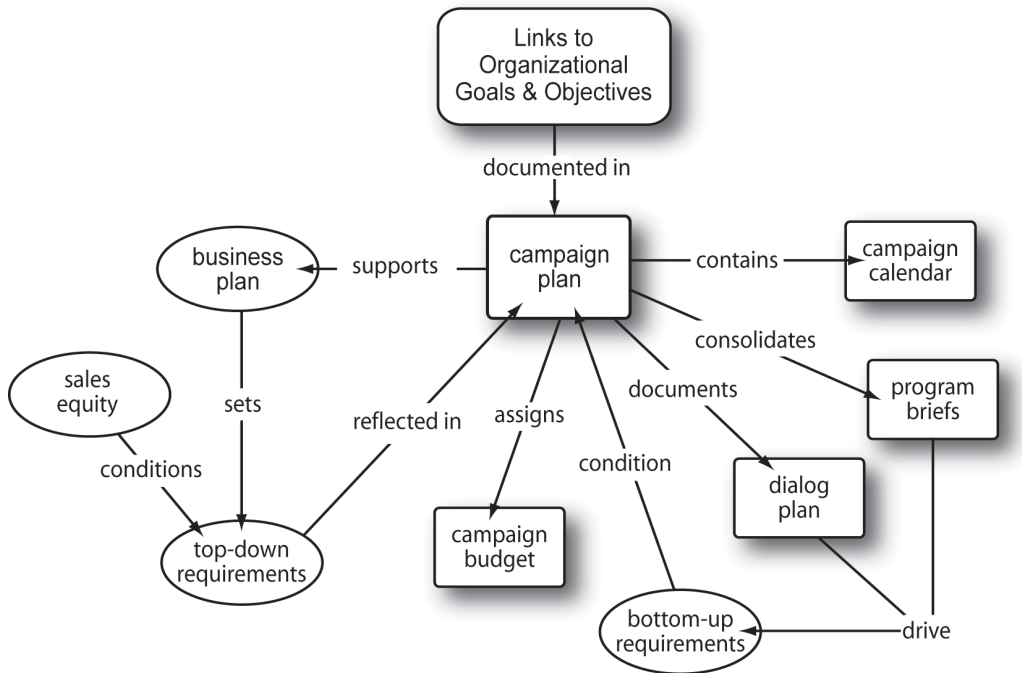 Links to
Organizational
Goals & Objectives
documented in
business
plan
supports
campaign
plan
contains
campaign
calendar
consolidates
sales
equity
sets
reflected in
assigns
documents
program
briefs
conditions
condition
dialog
plan
top-down
requirements
campaign
budget
bottom-up
requirements
drive